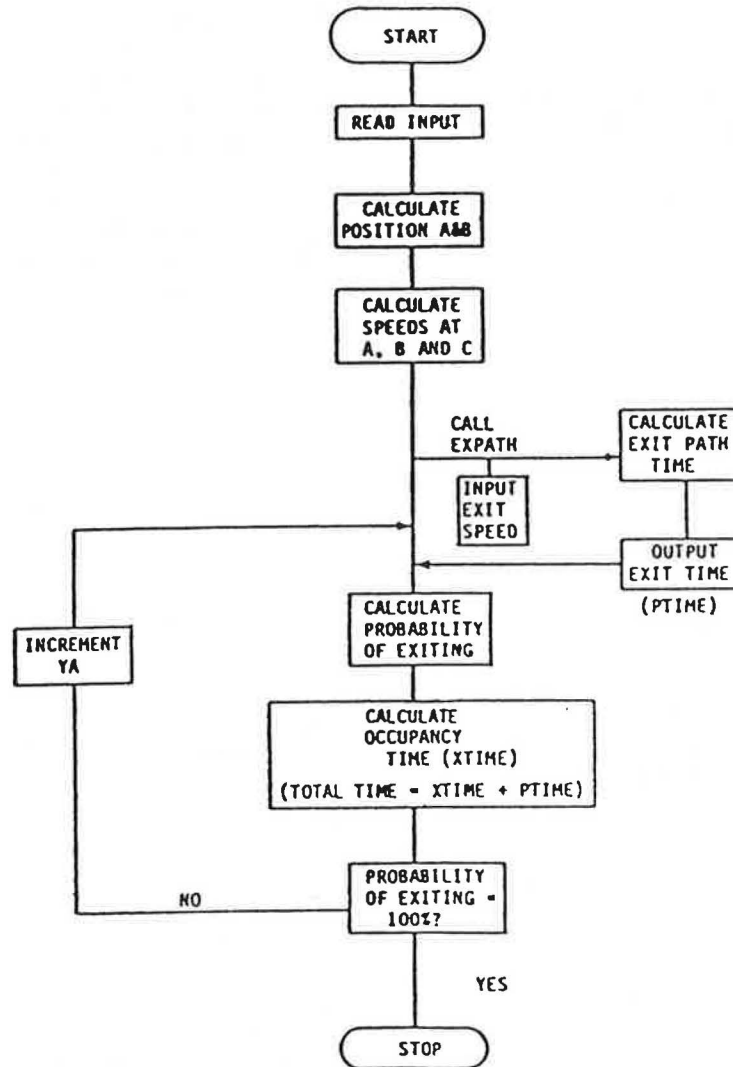 START
READ INPUT
CALCULATE
POSITION A&B
CALCULATE
SPEEDS AT
A, B AND C
CALL
EXPATH
INPUT
EXIT
SPEED
CALCULATE
EXIT PATH
TIME
OUTPUT
EXIT TIME
(PTIME)
CALCULATE
PROBABILITY
OF EXITING
INCREMENT
YA
CALCULATE
OCCUPANCY
TIME (XTIME)
(TOTAL TIME = XTIME + PTIME)
PROBABILITY
OF EXITING =
100%?
NO
YES
STOP